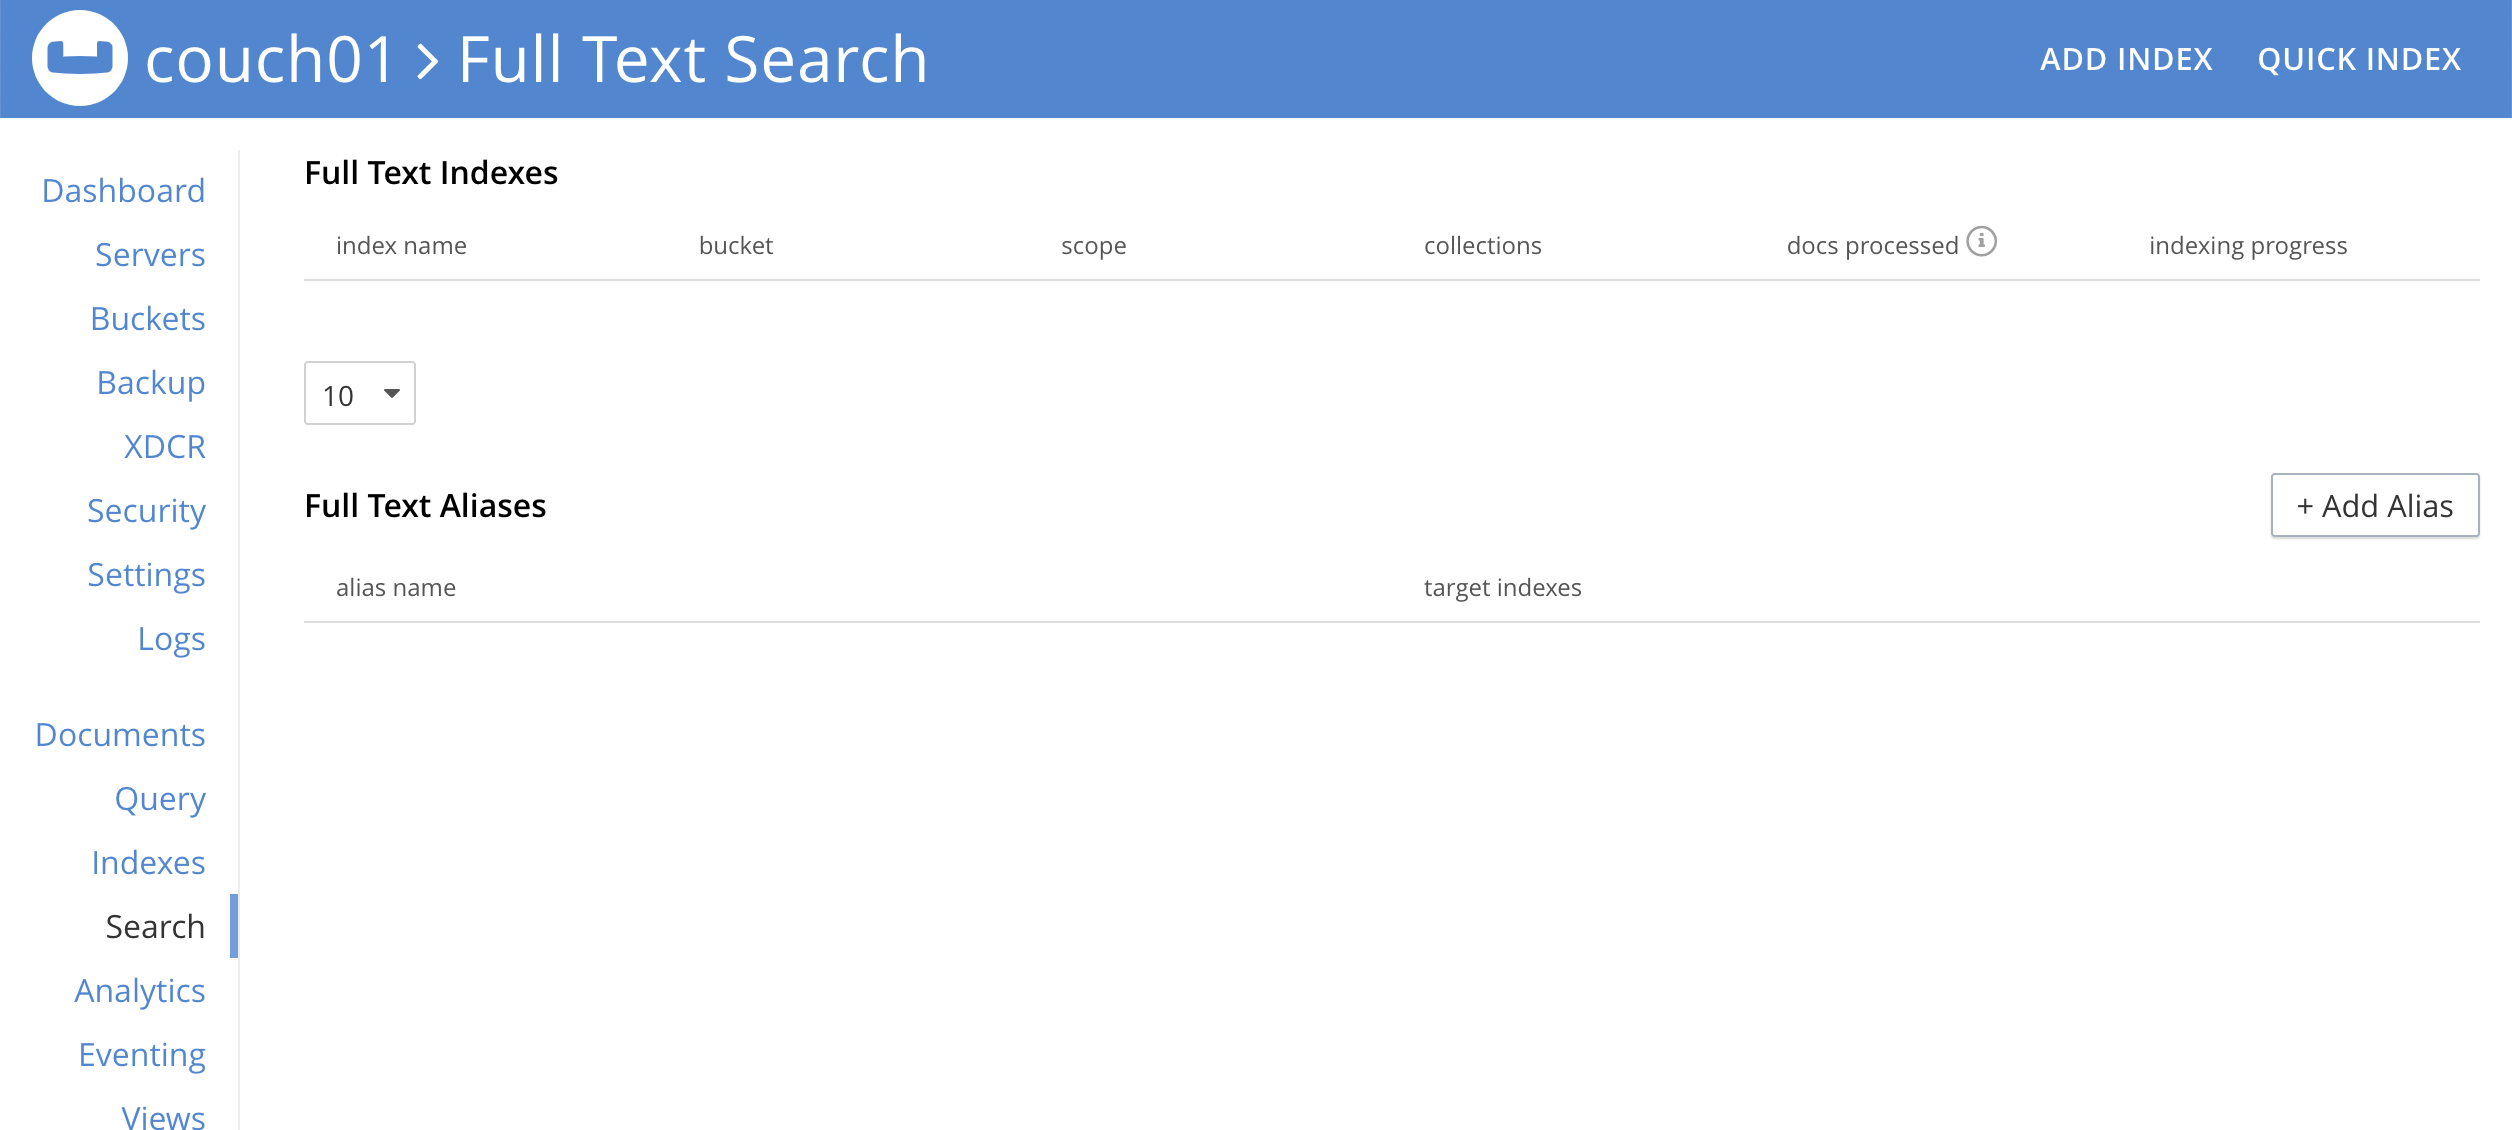 couch01 > Full Text Search
ADD INDEX QUICK INDEX
Dashboard
Servers
Buckets
Backup
XDCR
Security
Settings
Logs
Documents
Query
Indexes
Search
Analytics
Eventing
Views
Full Text Indexes
index name bucket scope collections docs processed indexing progress
10
Full Text Aliases
+ Add Alias
alias name target indexes